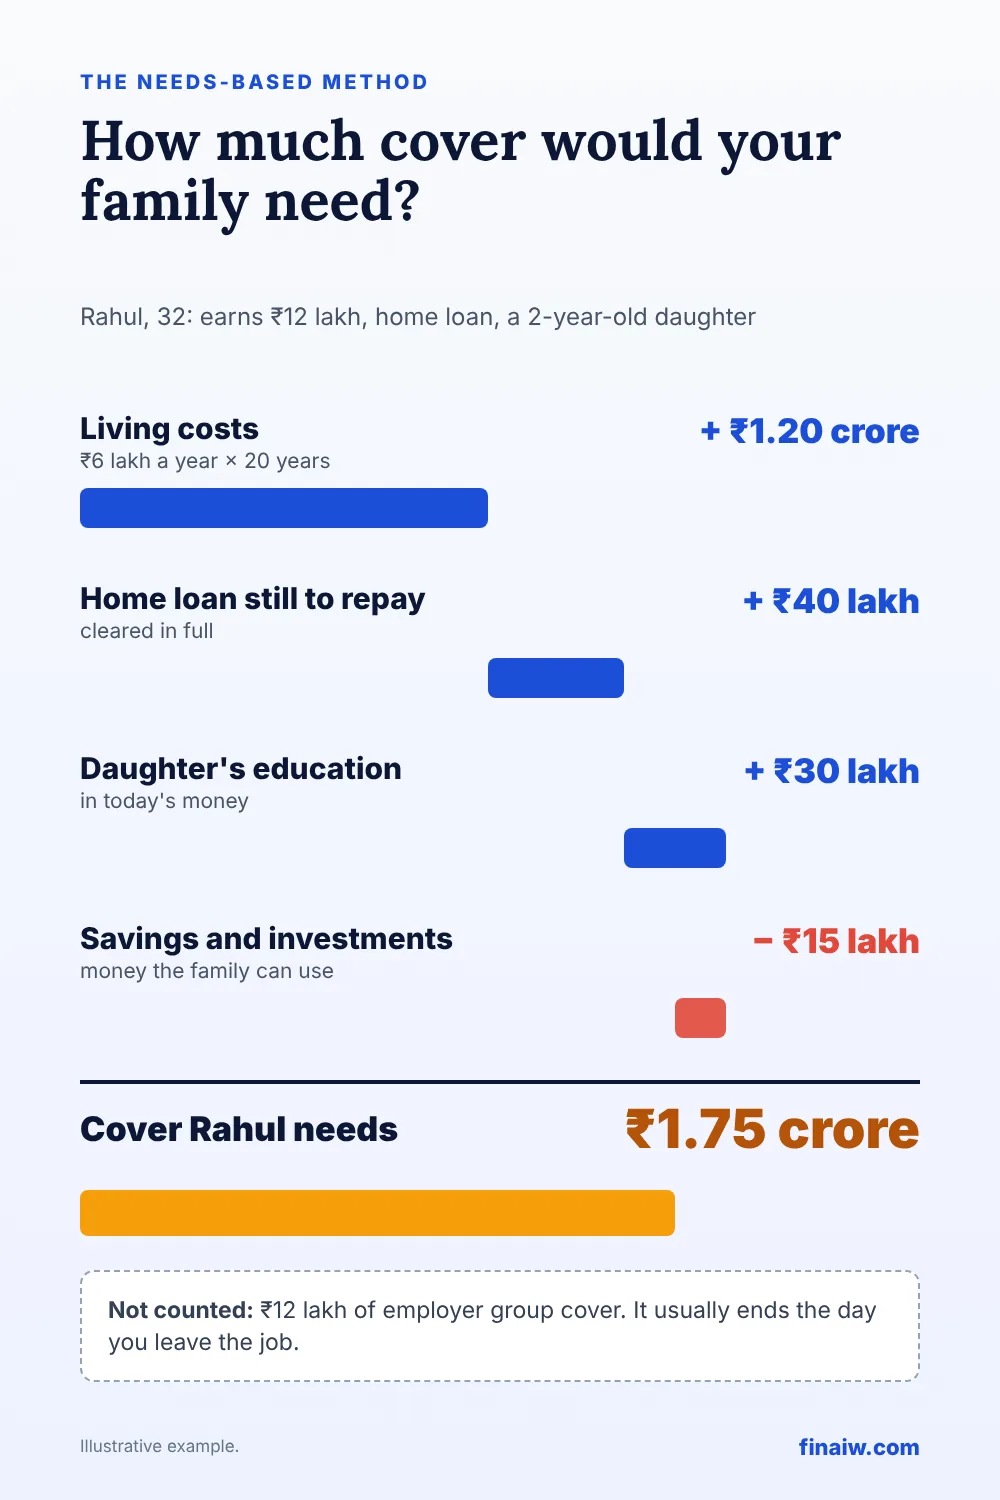 THE NEEDS-BASED METHOD
How much cover would your
family need?
Rahul, 32: earns ₹12 lakh, home loan, a 2-year-old daughter
Living costs
+ ₹1.20 crore
₹6 lakh a year × 20 years
Home loan still to repay
+ ₹40 lakh
cleared in full
Daughter's education
+ ₹30 lakh
in today's money
Savings and investments
− ₹15 lakh
money the family can use
Cover Rahul needs
₹1.75 crore
Not counted: ₹12 lakh of employer group cover. It usually ends the day
you leave the job.
Illustrative example.
finaiw.com